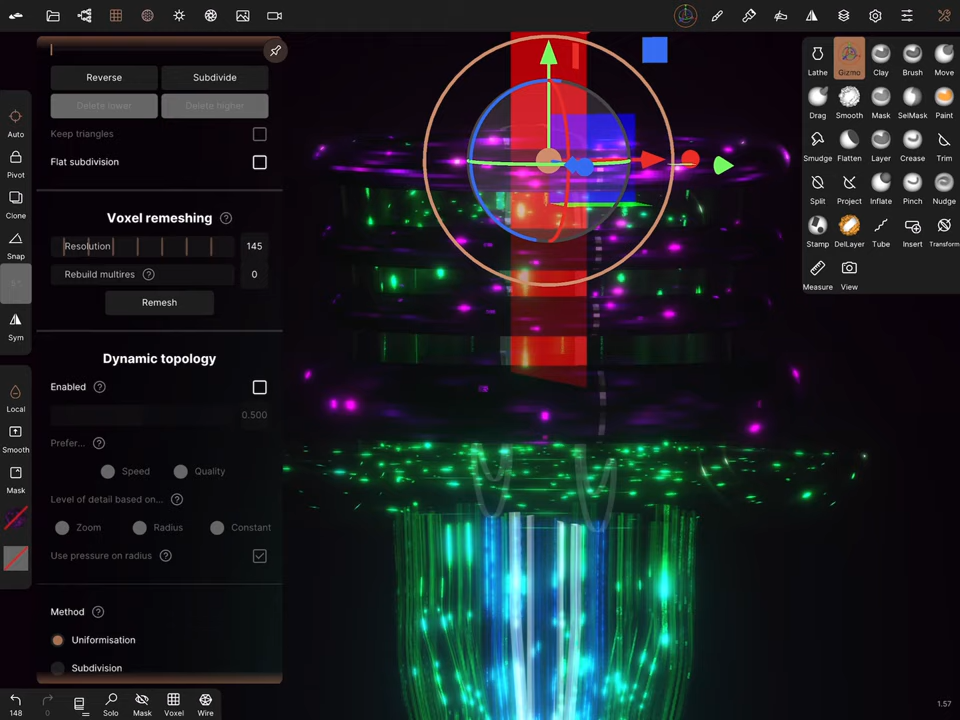 Reverse Subdivide
Delete lower Delete higher
Keep triangles
Flat subdivision
Voxel remeshing ?
Resolution 145
Rebuild multires ? 0
Remesh
Dynamic topology
Enabled ?
0.500
Prefer... ?
Speed Quality
Level of detail based on... ?
Zoom Radius Constant
Use pressure on radius ?
Method ?
Uniformisation
Subdivision
Auto
Pivot
Clone
Snap
Sym
Local
Smooth
Mask
148 0 Solo Mask Voxel Wire
Lathe Gizmo Clay Brush Move
Drag Smooth Mask SelMask Paint
Smudge Flatten Layer Crease Trim
Split Project Inflate Pinch Nudge
Stamp DelLayer Tube Insert Transform
Measure View
1.57